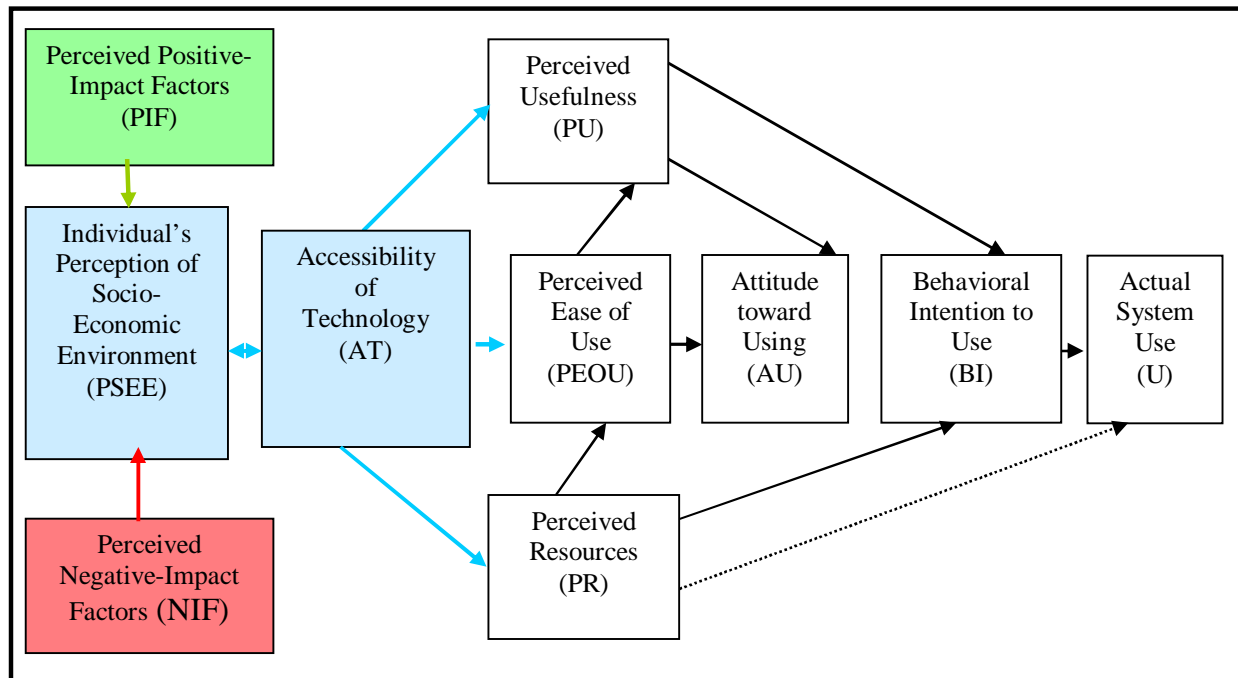 Perceived Positive-
Impact Factors
(PIF)
Individual’s
Perception of
Socio-
Economic
Environment
(PSEE)
Perceived
Negative-Impact
Factors (NIF)
Accessibility
of
Technology
(AT)
Perceived
Usefulness
(PU)
Perceived
Ease of
Use
(PEOU)
Perceived
Resources
(PR)
Attitude
toward
Using
(AU)
Behavioral
Intention to
Use
(BI)
Actual
System
Use
(U)